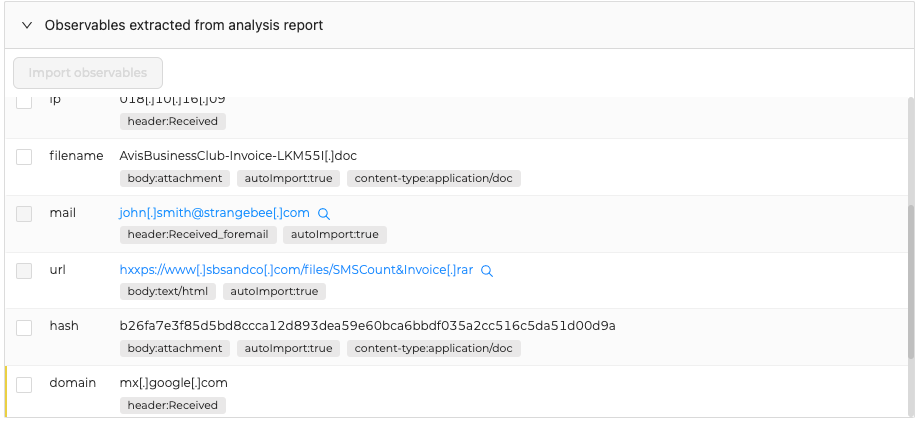 Observables extracted from analysis report
Import observables
ip 018[.]10[.]16[.]09
header:Received
filename AvisBusinessClub-Invoice-LKM55I[.]doc
body:attachment autoImport:true content-type:application/doc
mail john[.]smith@strangebee[.]com
header:Received_foremail autoImport:true
url hxxps://www[.]sbsandco[.]com/files/SMSCount&Invoice[.]rar
body:text/html autoImport:true
hash b26fa7e3f85d5bd8ccca12d893dea59e60bca6bbdf035a2cc516c5da51d00d9a
body:attachment autoImport:true content-type:application/doc
domain mx[.]google[.]com
header:Received